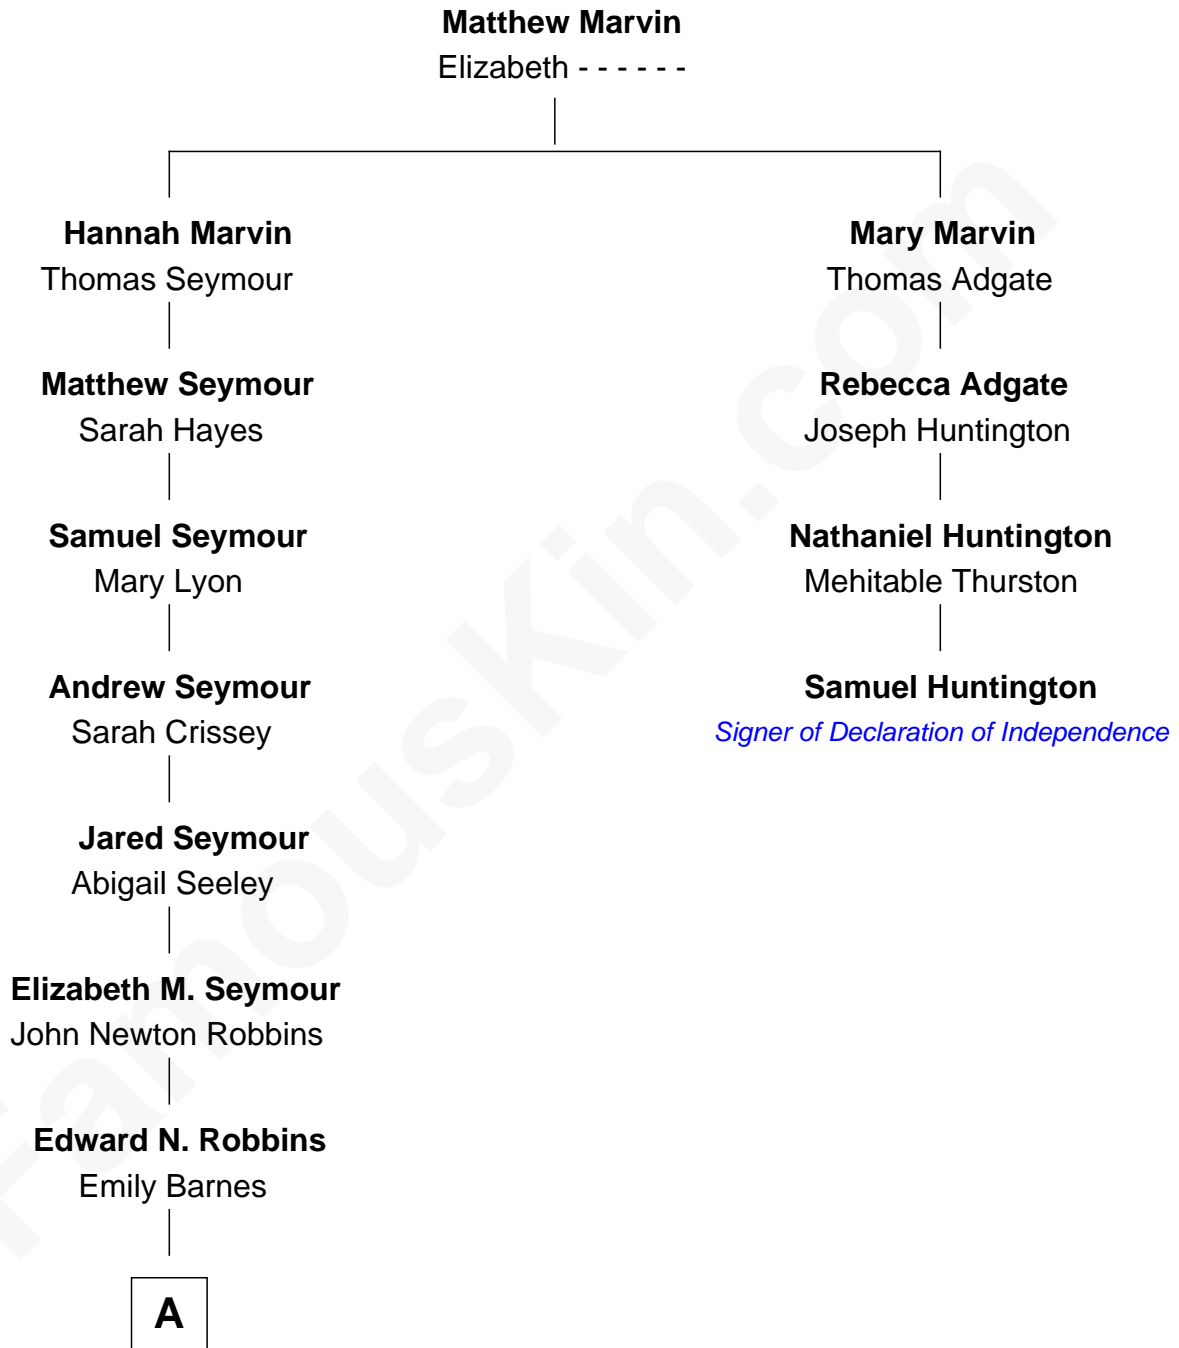 Matthew Marvin
Elizabeth - - - - - -
Hannah Marvin
Thomas Seymour
Matthew Seymour
Sarah Hayes
Samuel Seymour
Mary Lyon
Andrew Seymour
Sarah Crissey
Jared Seymour
Abigail Seeley
Elizabeth M. Seymour
John Newton Robbins
Edward N. Robbins
Emily Barnes
A
Mary Marvin
Thomas Adgate
Rebecca Adgate
Joseph Huntington
Nathaniel Huntington
Mehitable Thurston
Samuel Huntington
Signer of Declaration of Independence
FamousKin.com